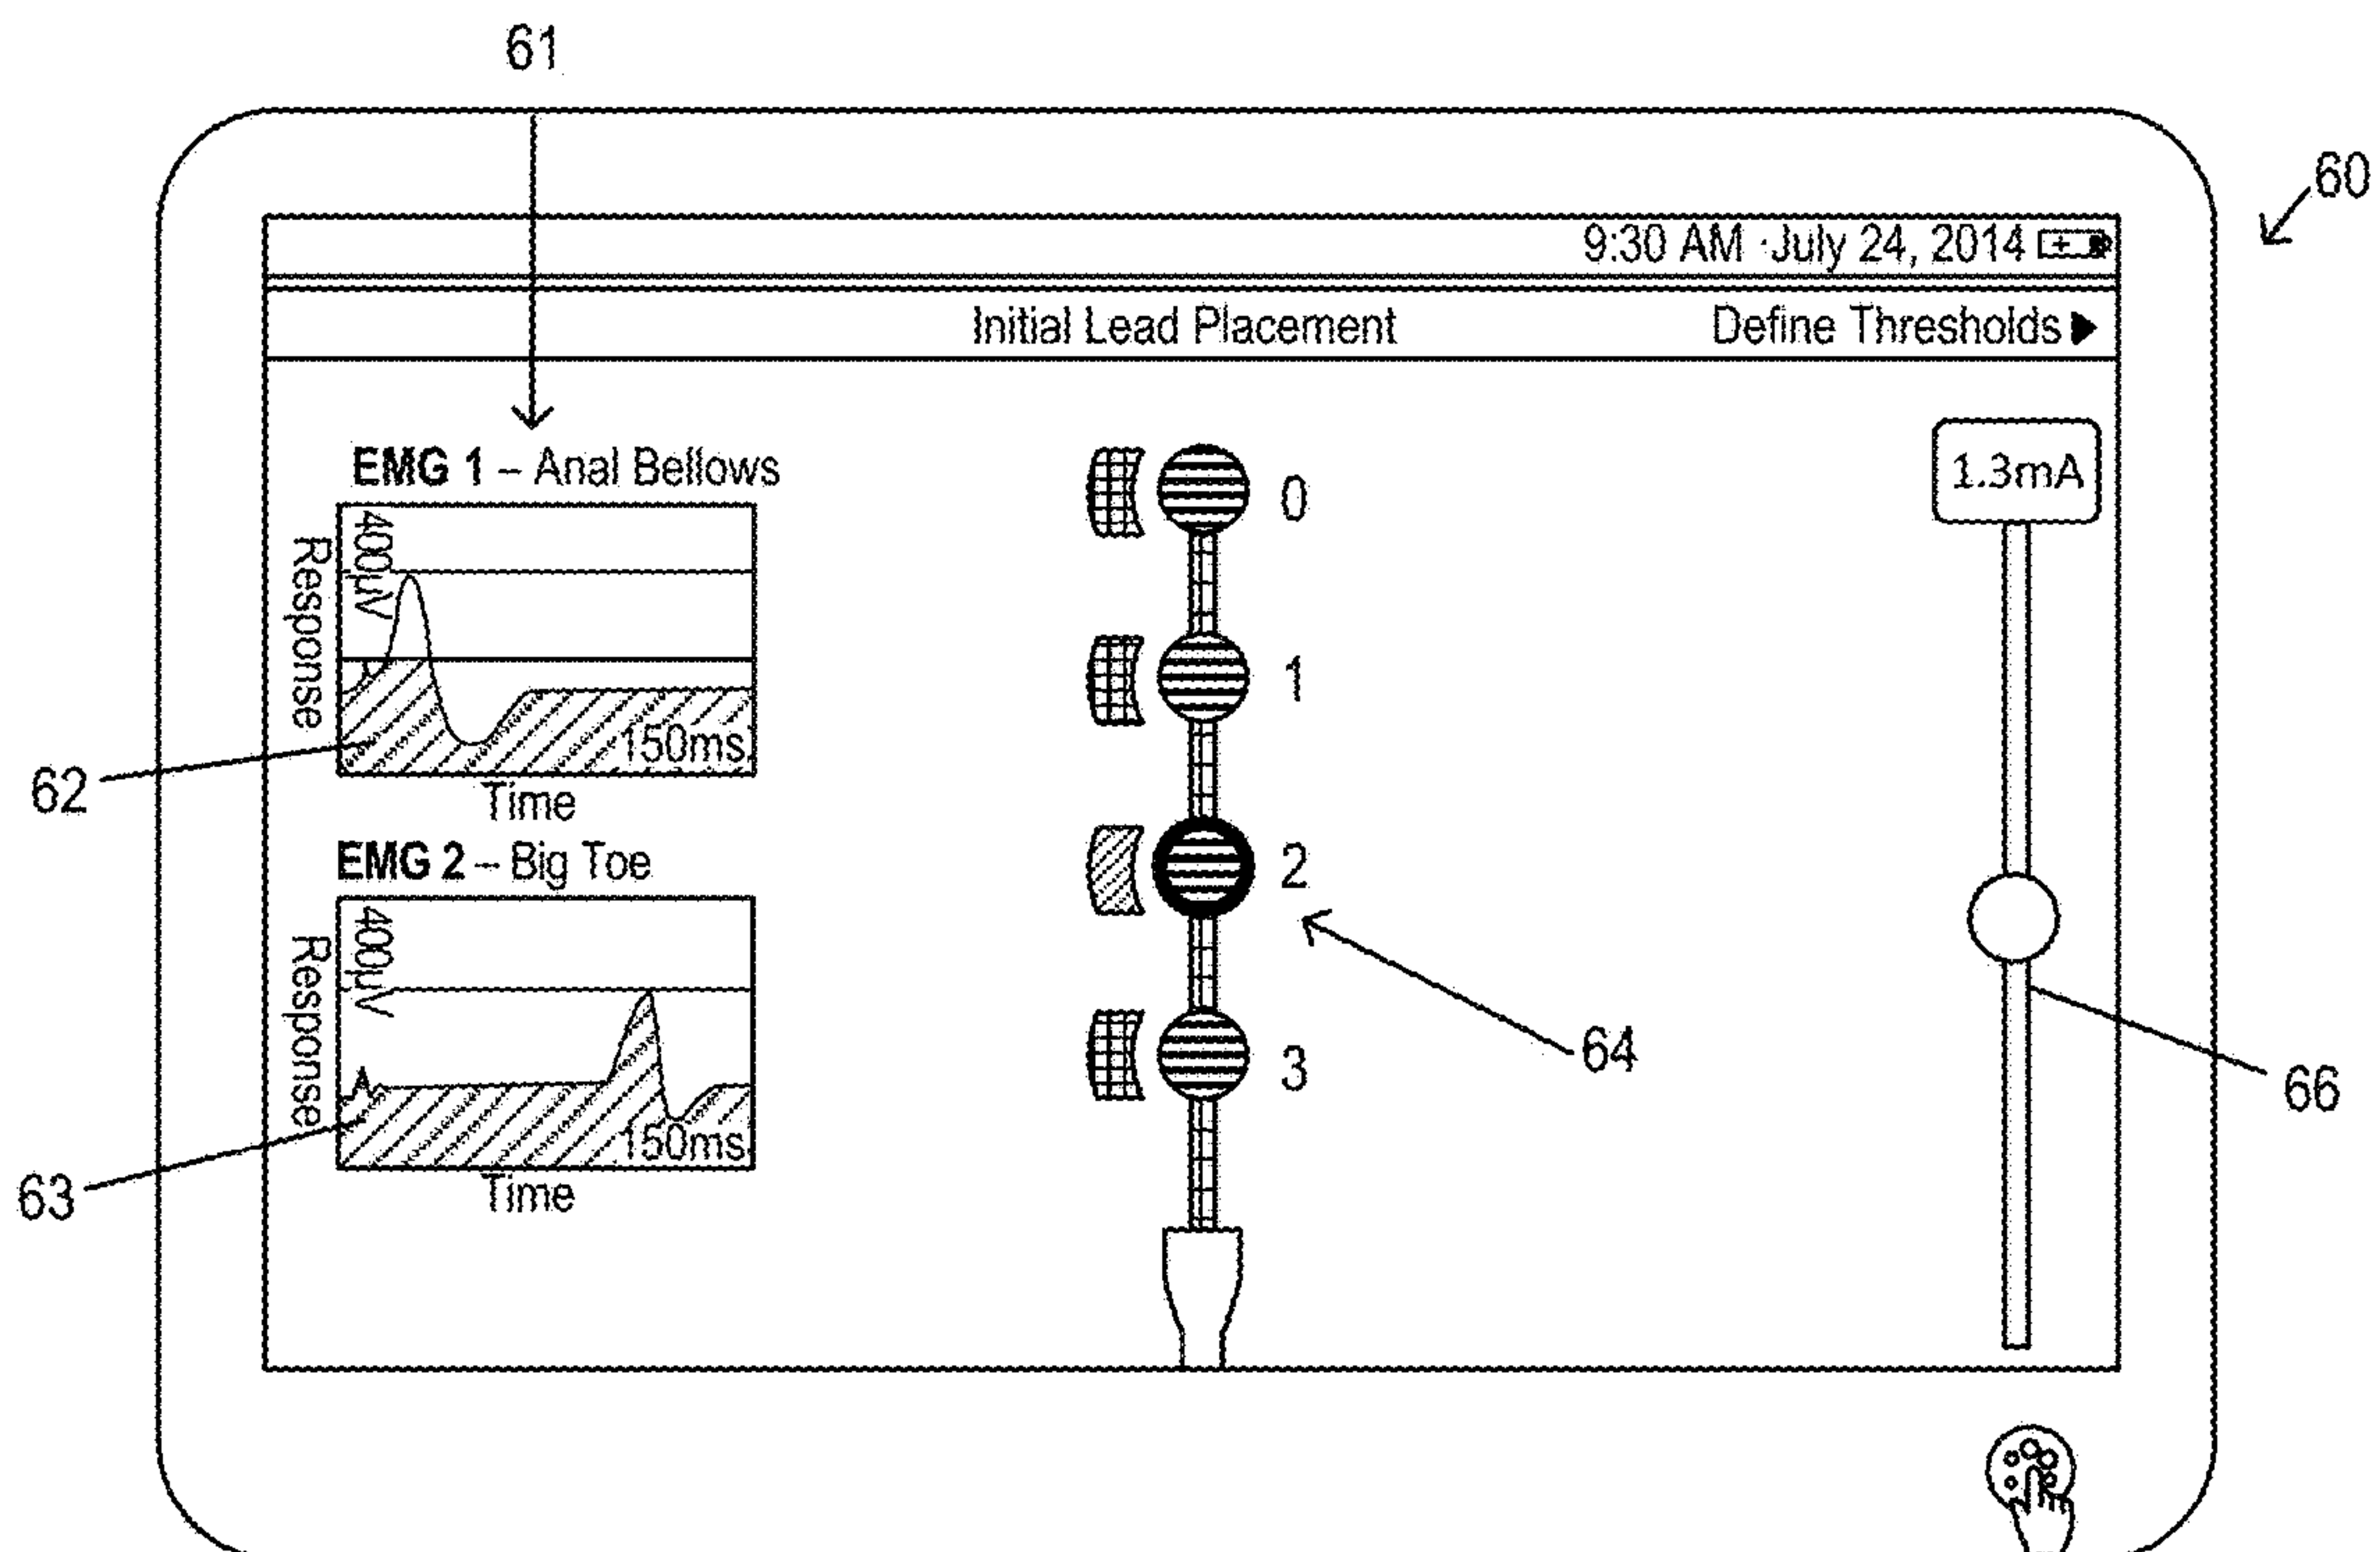 61
60
9:30 AM · July 24, 2014
Initial Lead Placement
Define Thresholds
EMG 1 – Anal Bellows
400µV
Response
150ms
Time
62
EMG 2 – Big Toe
400µV
Response
150ms
Time
63
0
1
2
3
64
1.3mA
66